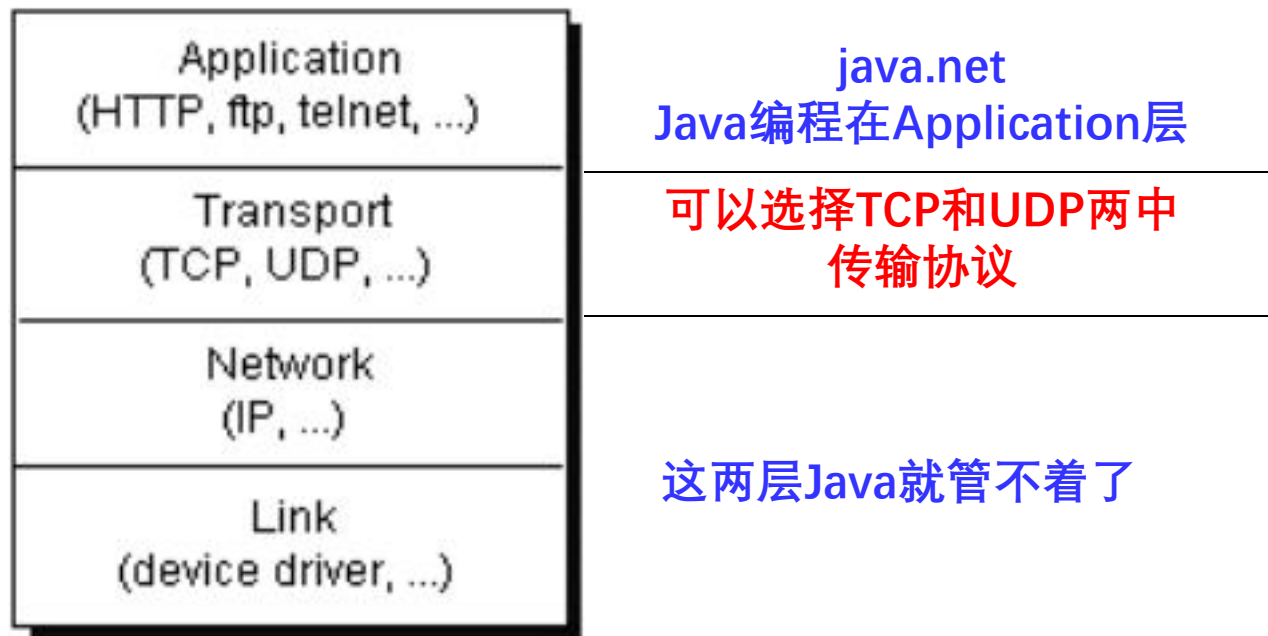 Application
(HTTP, ftp, telnet, ...)
java.net
Java编程在Application层
Transport
(TCP, UDP, ...)
可以选择TCP和UDP两中
传输协议
Network
(IP, ...)
Link
(device driver, ...)
这两层Java就管不着了